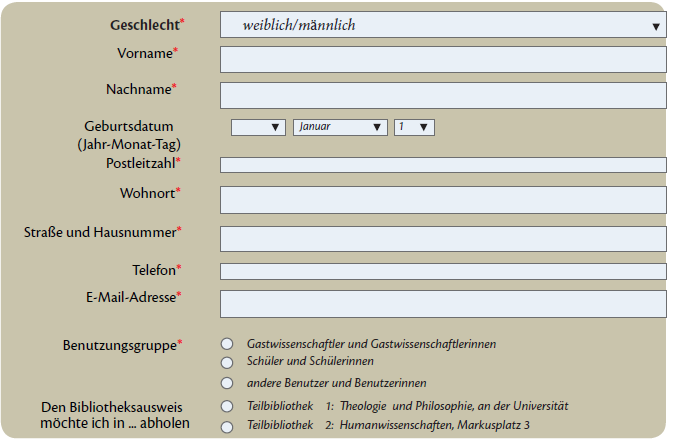 Geschlecht* weiblich/männlich
Vorname*
Nachname*
Geburtsdatum Januar 1
(Jahr-Monat-Tag)
Postleitzahl*
Wohnort*
Straße und Hausnummer*
Telefon*
E-Mail-Adresse*
Benutzungsgruppe* Gastwissenschaftler und Gastwissenschaftlerinnen
Schüler und Schülerinnen
andere Benutzer und Benutzerinnen
Den Bibliotheksausweis Teilbibliothek 1: Theologie und Philosophie, an der Universität
möchte ich in ... abholen Teilbibliothek 2: Humanwissenschaften, Markusplatz 3